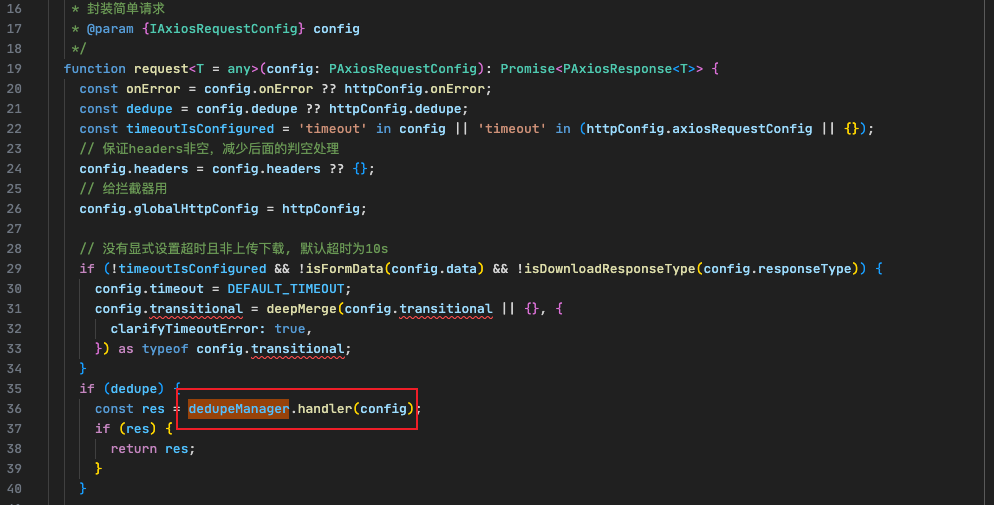 16 * 封装简单请求
17 * @param {IAxiosRequestConfig} config
18 */
19 function request<T = any>(config: PAxiosRequestConfig): Promise<PAxiosResponse<T>> {
20 const onError = config.onError ?? httpConfig.onError;
21 const dedupe = config.dedupe ?? httpConfig.dedupe;
22 const timeoutIsConfigured = 'timeout' in config || 'timeout' in (httpConfig.axiosRequestConfig || {});
23 // 保证headers非空，减少后面的判空处理
24 config.headers = config.headers ?? {};
25 // 给拦截器用
26 config.globalHttpConfig = httpConfig;
27
28 // 没有显式设置超时且非上传下载, 默认超时为10s
29 if (!timeoutIsConfigured && !isFormData(config.data) && !isDownloadResponseType(config.responseType)) {
30 config.timeout = DEFAULT_TIMEOUT;
31 config.transitional = deepMerge(config.transitional || {}, {
32 clarifyTimeoutError: true,
33 }) as typeof config.transitional;
34 }
35 if (dedupe) {
36 const res = dedupeManager.handler(config);
37 if (res) {
38 return res;
39 }
40 }